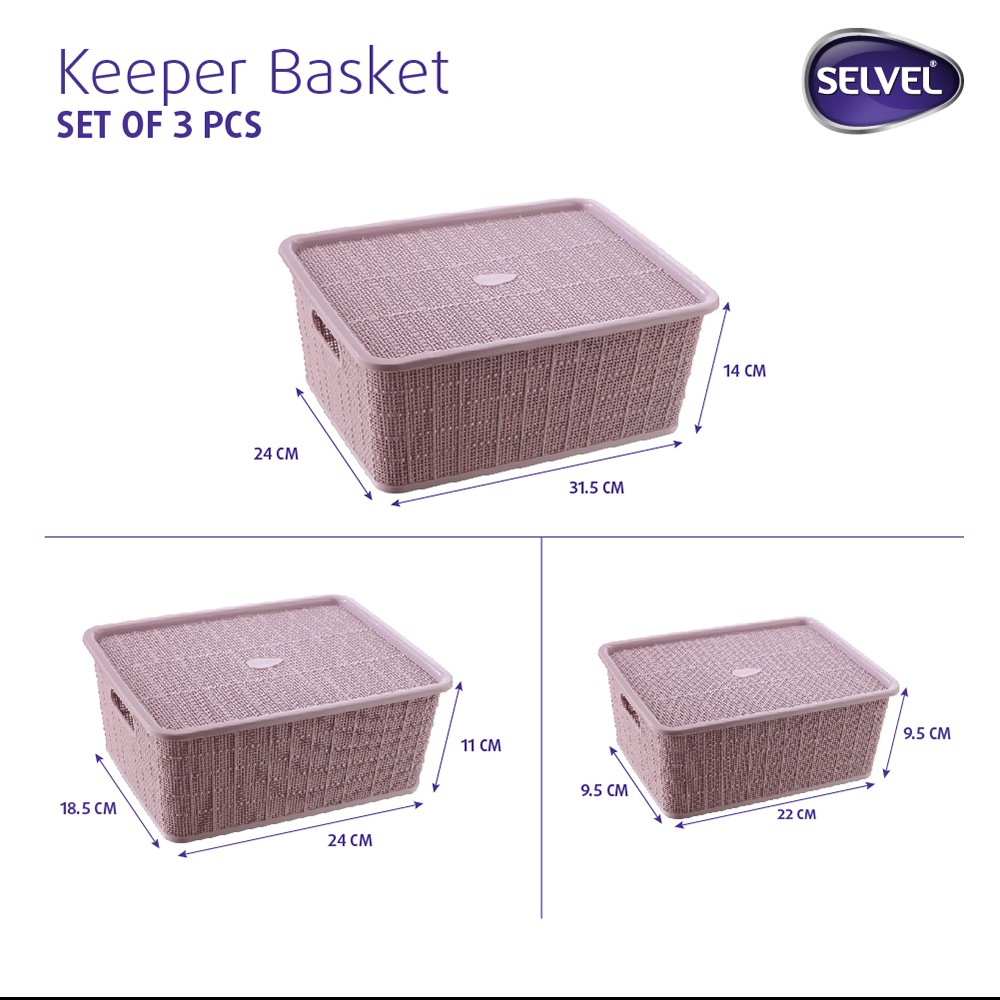 Keeper Basket
SET OF 3 PCS
SELVEL®
14 CM
24 CM
31.5 CM
11 CM
18.5 CM
24 CM
9.5 CM
9.5 CM
22 CM